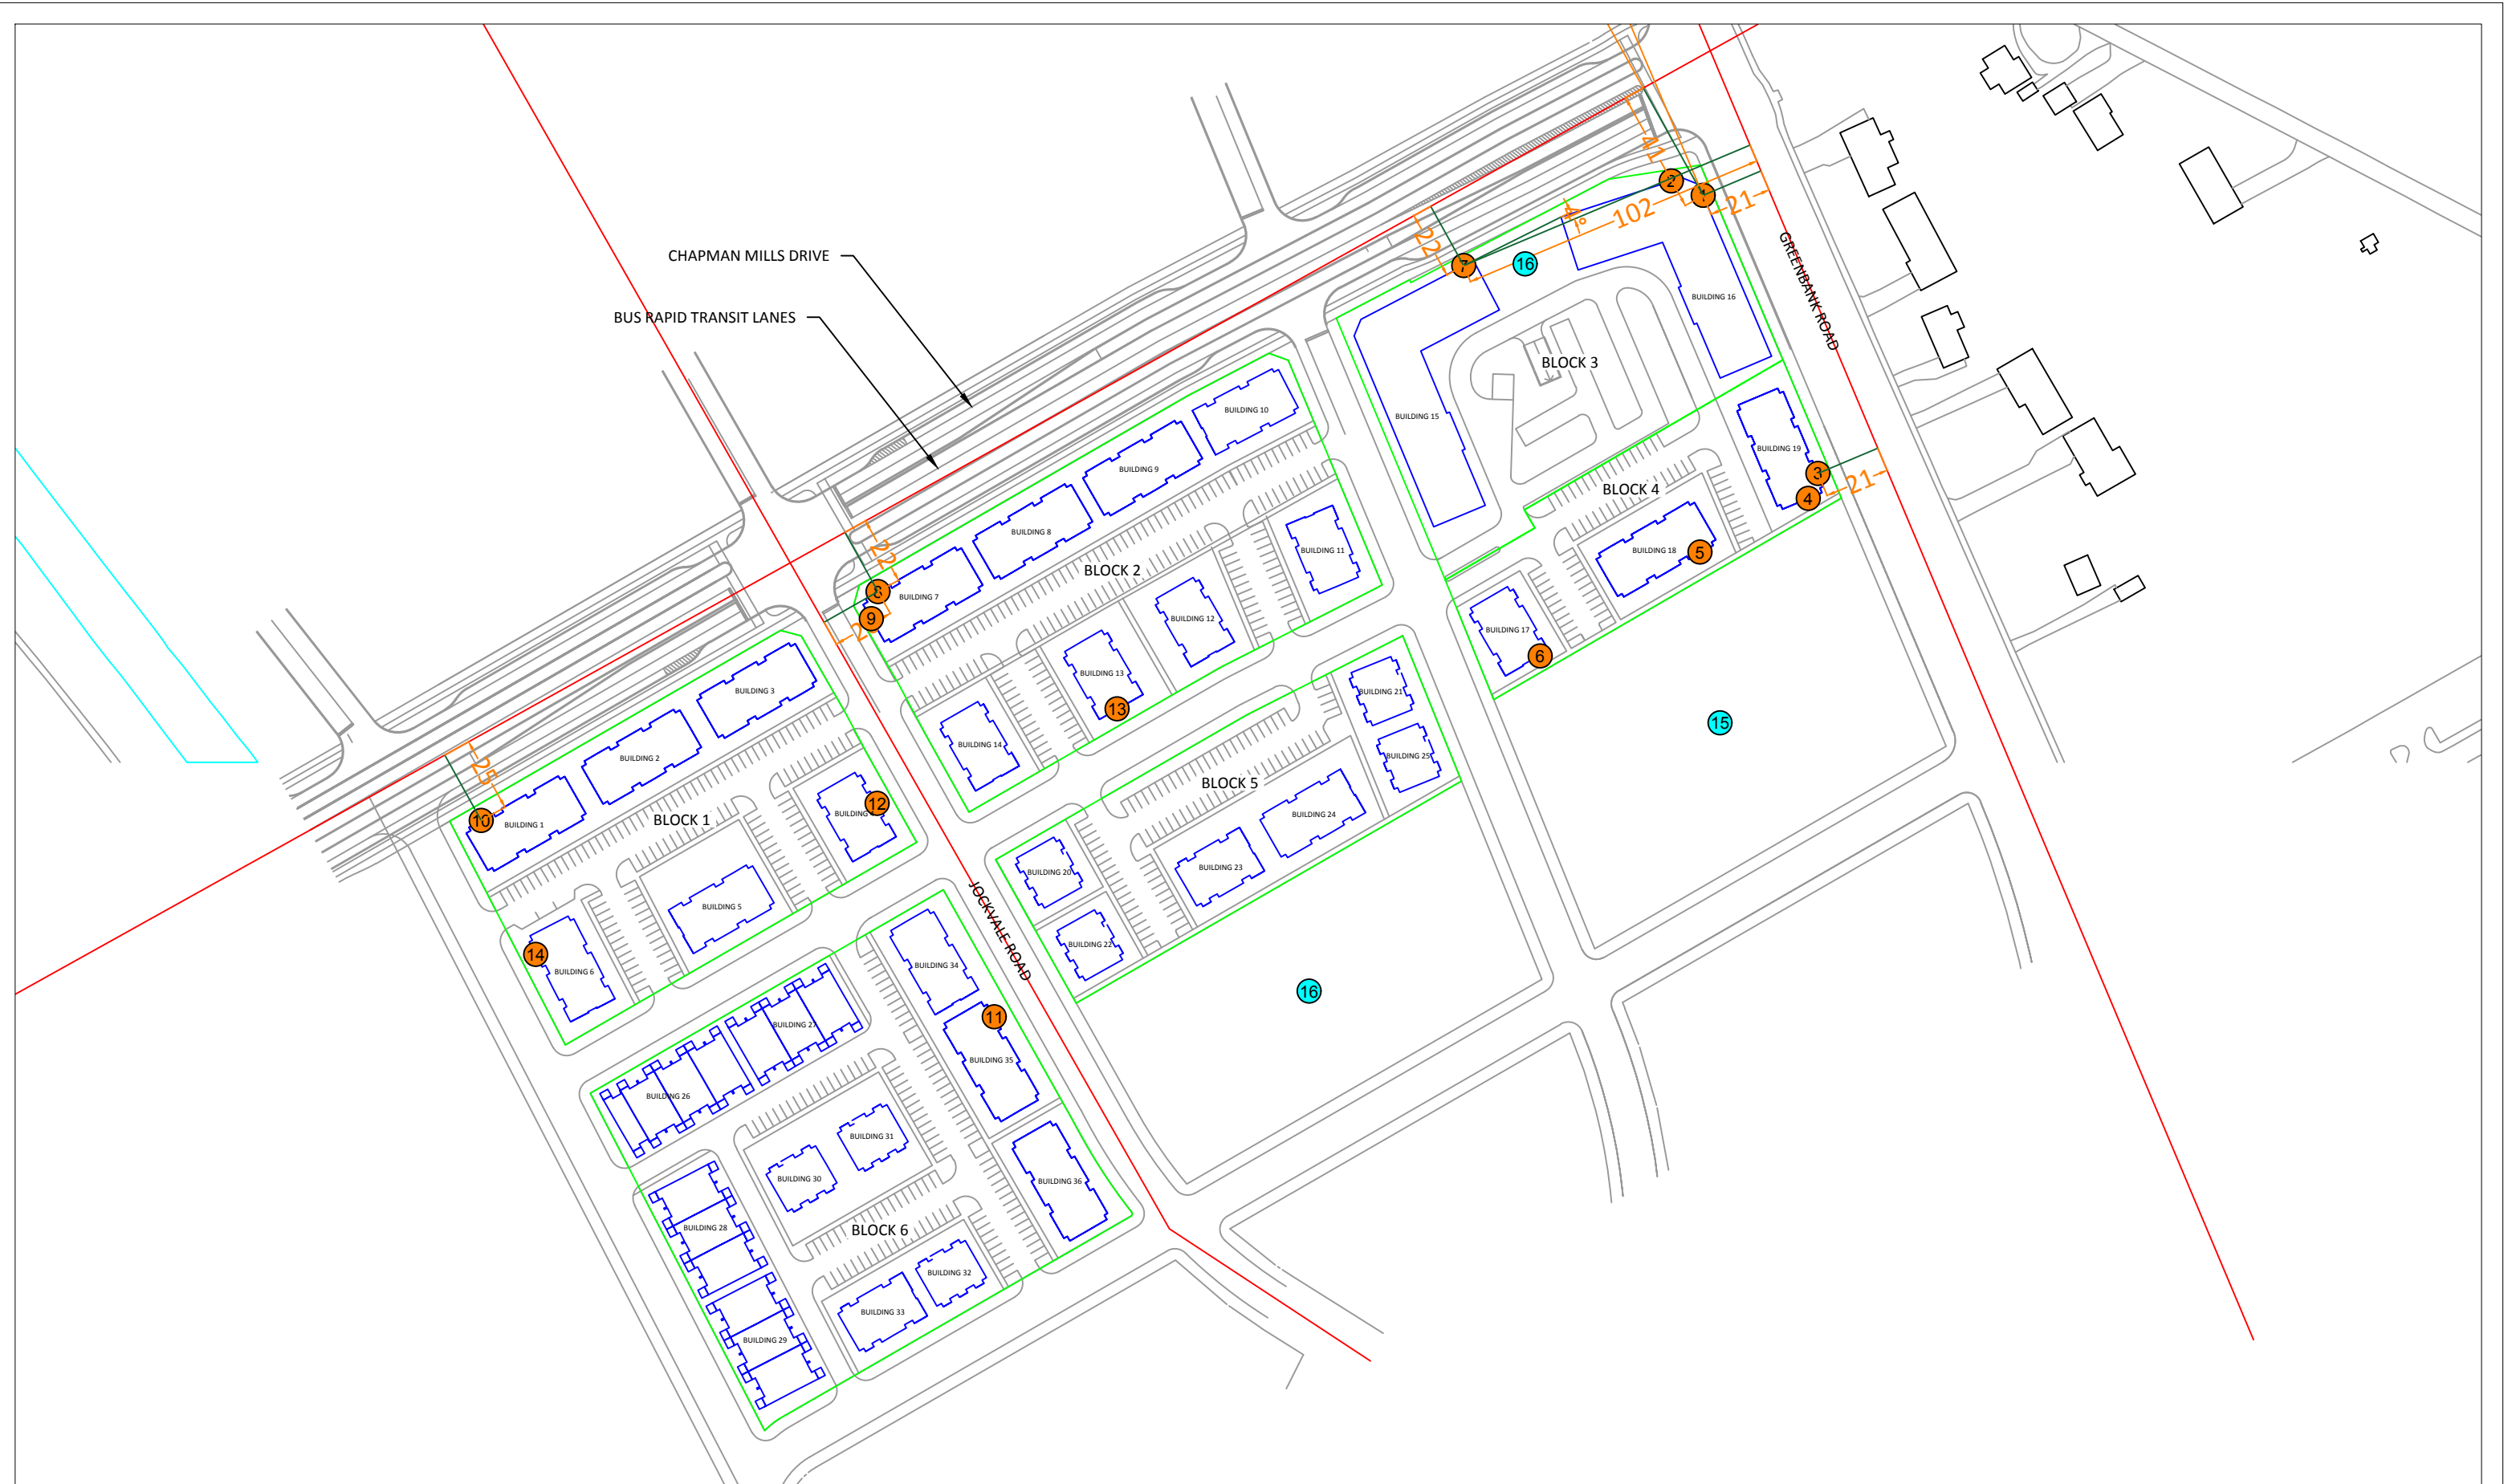 41
2
1
21
102
4°
22
7
16
CHAPMAN MILLS DRIVE
GREENBANK ROAD
BUILDING 16
BUS RAPID TRANSIT LANES
BLOCK 3
BUILDING 10
BUILDING 15
BUILDING 19
BUILDING 9
3
21
BLOCK 4
4
BUILDING 8
BUILDING 11
BUILDING 18
5
22
BLOCK 2
8
BUILDING 7
9
BUILDING 12
BUILDING 17
6
BUILDING 13
BUILDING 3
BUILDING 21
13
15
BUILDING 14
BUILDING 2
BUILDING 25
25
BLOCK 5
12
10
BUILDING 1
BLOCK 1
BUILDING 24
BUILDING 23
BUILDING 20
BUILDING 5
JOCKVALE ROAD
BUILDING 22
14
BUILDING 6
BUILDING 34
16
11
BUILDING 27
BUILDING 35
BUILDING 26
BUILDING 31
BUILDING 30
BUILDING 36
BUILDING 28
BLOCK 6
BUILDING 32
BUILDING 33
BUILDING 29